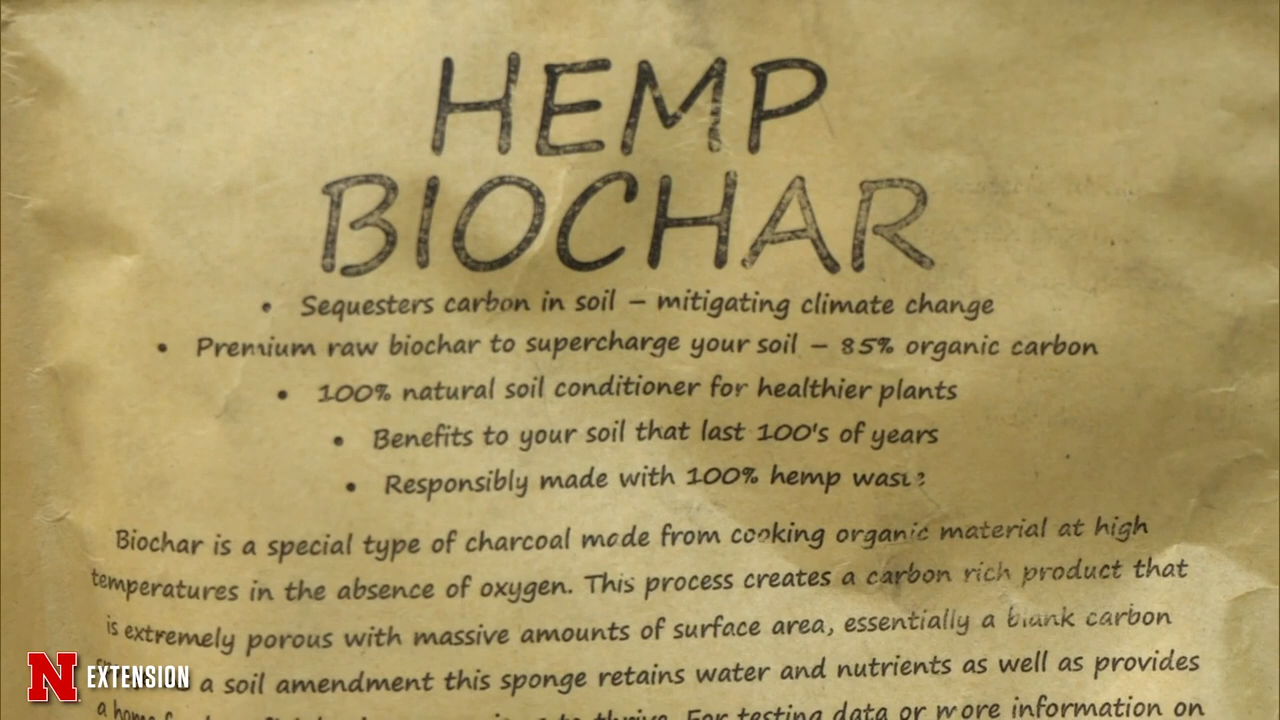 HEMP
BIOCHAR
• Sequesters carbon in soil – mitigating climate change
• Premium raw biochar to supercharge your soil – 85% organic carbon
• 100% natural soil conditioner for healthier plants
• Benefits to your soil that last 100's of years
• Responsibly made with 100% hemp waste
Biochar is a special type of charcoal made from cooking organic material at high
temperatures in the absence of oxygen. This process creates a carbon rich product that
is extremely porous with massive amounts of surface area, essentially a blank carbon
a soil amendment this sponge retains water and nutrients as well as provides
a home to thrive. For testing data or more information on
N EXTENSION